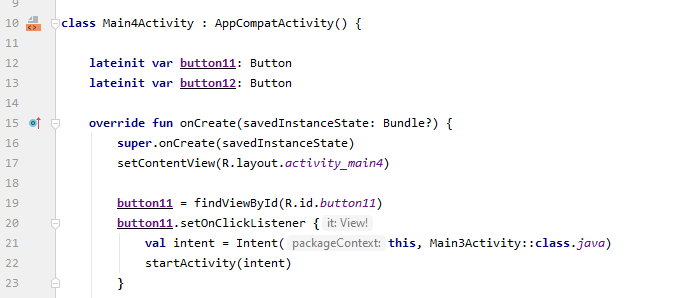 9
10 class Main4Activity : AppCompatActivity() {
11
12 lateinit var button11: Button
13 lateinit var button12: Button
14
15 override fun onCreate(savedInstanceState: Bundle?) {
16 super.onCreate(savedInstanceState)
17 setContentView(R.layout.activity_main4)
18
19 button11 = findViewById(R.id.button11)
20 button11.setOnClickListener { it: View!
21 val intent = Intent( packageContext: this, Main3Activity::class.java)
22 startActivity(intent)
23 }